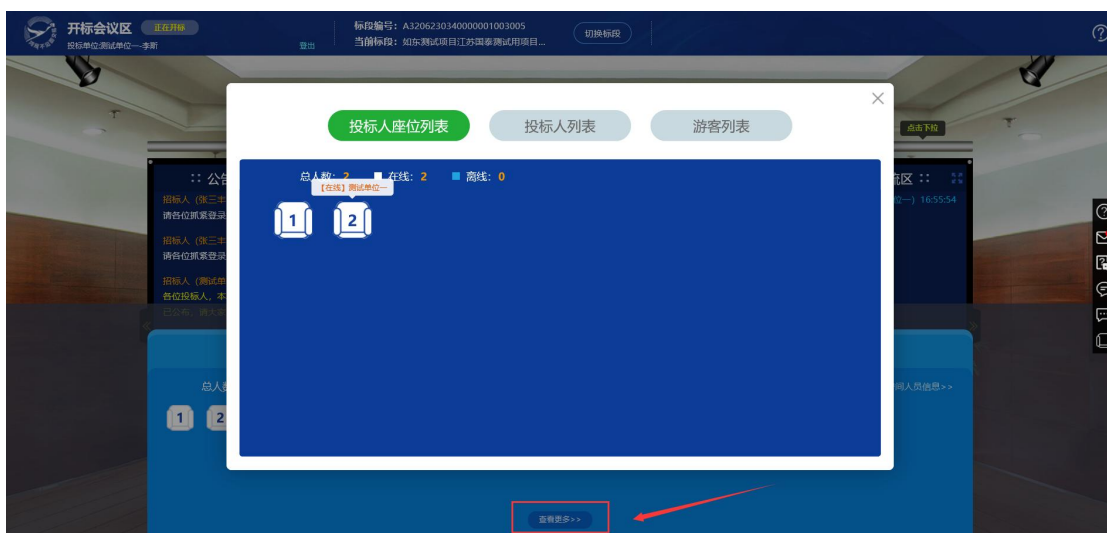 开标会议区 正在开标
投标单位:测试单位一-李斯 登出
标段编号: A3206230340000001003005
当前标段: 如东测试项目江苏国泰测试用项目...
切换标段
点击下拉
投标人座位列表 投标人列表 游客列表
总人数: 2 在线: 2 离线: 0
【在线】测试单位一
1 2
:: 公告
招标人 (张三丰
请各位抓紧登录
招标人 (张三丰
请各位抓紧登录
招标人 (测试单
各位投标人, 本
流区 ::
位一) 16:55:54
总人数
1 2
间人员信息>>
查看更多>>